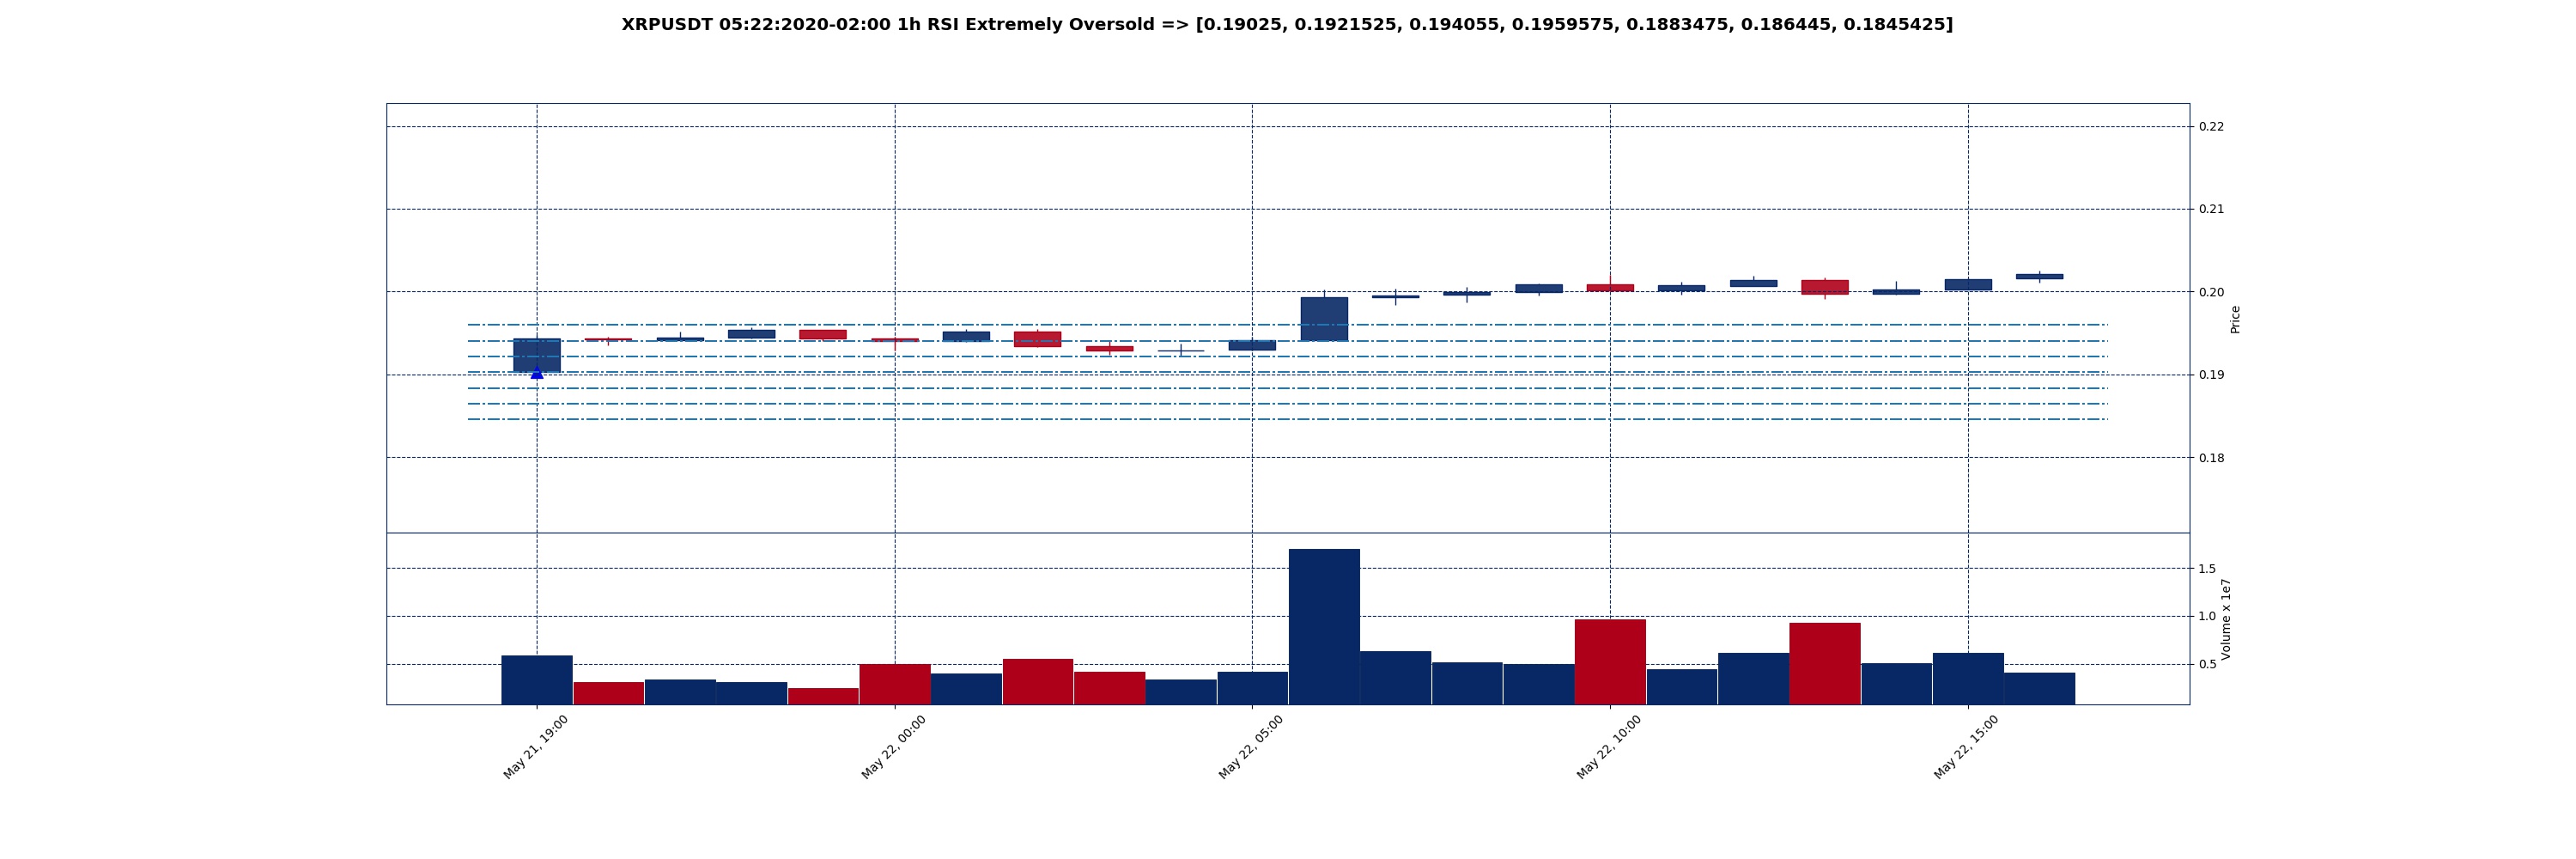 XRPUSDT 05:22:2020-02:00 1h RSI Extremely Oversold => [0.19025, 0.1921525, 0.194055, 0.1959575, 0.1883475, 0.186445, 0.1845425]
0.22
0.21
0.20
0.19
0.18
Price
1.5
1.0
0.5
Volume x 1e7
May 21, 19:00
May 22, 00:00
May 22, 05:00
May 22, 10:00
May 22, 15:00